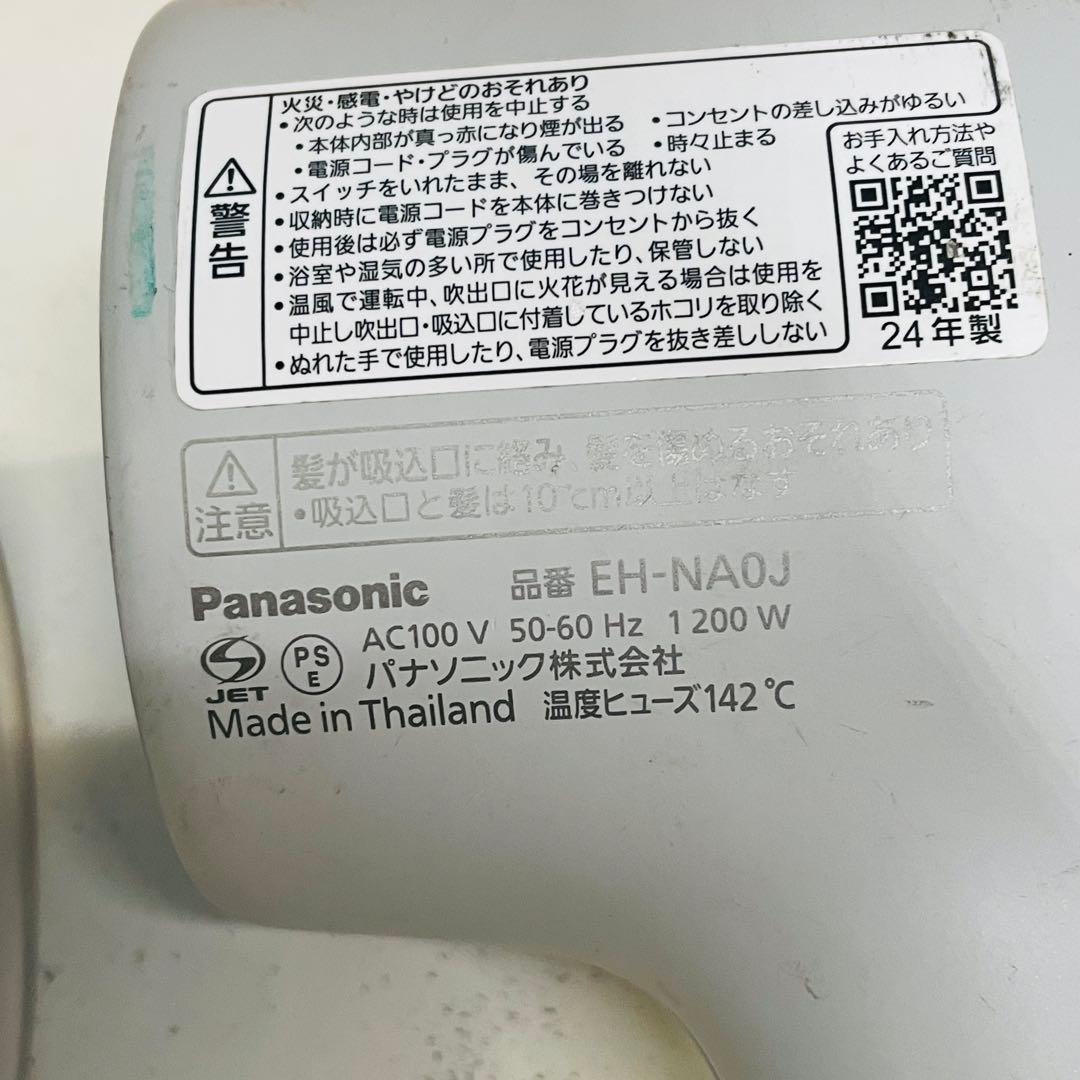 火災・感電・やけどのおそれあり
•次のような時は使用を中止する
•本体内部が真っ赤になり煙が出る •コンセントの差し込みがゆるい
•電源コード・プラグが傷んでいる •時々止まる
•スイッチをいれたまま、その場を離れない
•収納時に電源コードを本体に巻きつけない
•使用後は必ず電源プラグをコンセントから抜く
•浴室や湿気の多い所で使用したり、保管しない
•温風で運転中、吹出口に火花が見える場合は使用を
中止し吹出口・吸込口に付着しているホコリを取り除く
•ぬれた手で使用したり、電源プラグを抜き差ししない
警告
お手入れ方法や
よくあるご質問
24年製
注意
髪が吸込口に絡み、髪を傷めるおそれあり
•吸込口と髪は10cm以上はなす
Panasonic 品番 EH-NA0J
AC100 V 50-60 Hz 1 200 W
JET PS E パナソニック株式会社
Made in Thailand 温度ヒューズ142℃